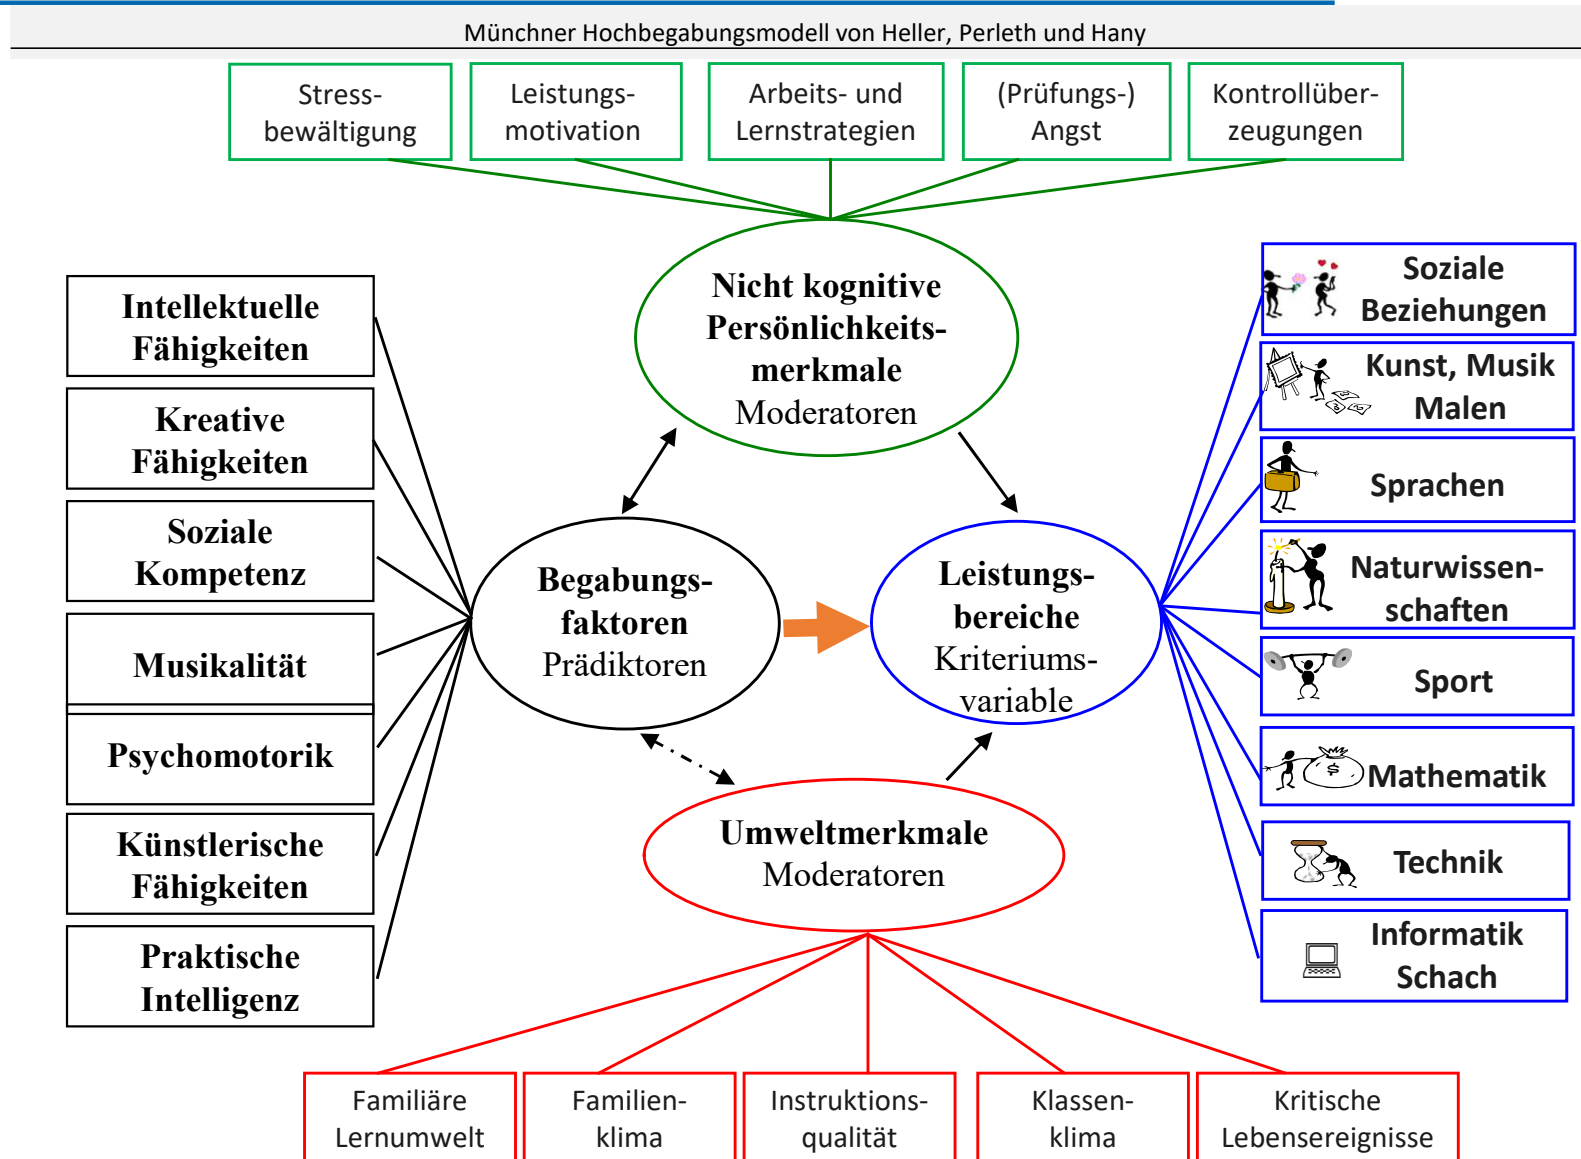 Münchner Hochbegabungsmodell von Heller, Perleth und Hany
Stress-
bewältigung
Leistungs-
motivation
Arbeits- und
Lernstrategien
(Prüfungs-)
Angst
Kontrollüber-
zeugungen
Nicht kognitive
Persönlichkeits-
merkmale
Moderatoren
Intellektuelle
Fähigkeiten
Kreative
Fähigkeiten
Soziale
Kompetenz
Musikalität
Psychomotorik
Künstlerische
Fähigkeiten
Praktische
Intelligenz
Begabungs-
faktoren
Prädiktoren
Leistungs-
bereiche
Kriteriums-
variable
Soziale
Beziehungen
Kunst, Musik
Malen
Sprachen
Naturwissen-
schaften
Sport
$
Mathematik
Technik
Informatik
Schach
Umweltmerkmale
Moderatoren
Familiäre
Lernumwelt
Familien-
klima
Instruktions-
qualität
Klassen-
klima
Kritische
Lebensereignisse